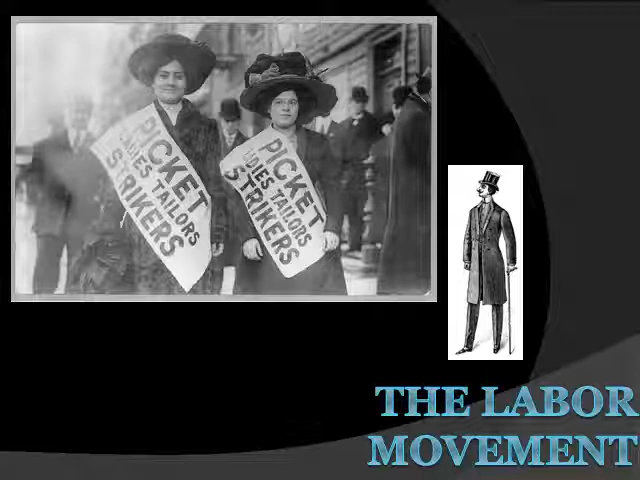 PICKET
LADIES TAILORS
STRIKERS
PICKET
LADIES TAILORS
STRIKERS
THE LABOR
MOVEMENT